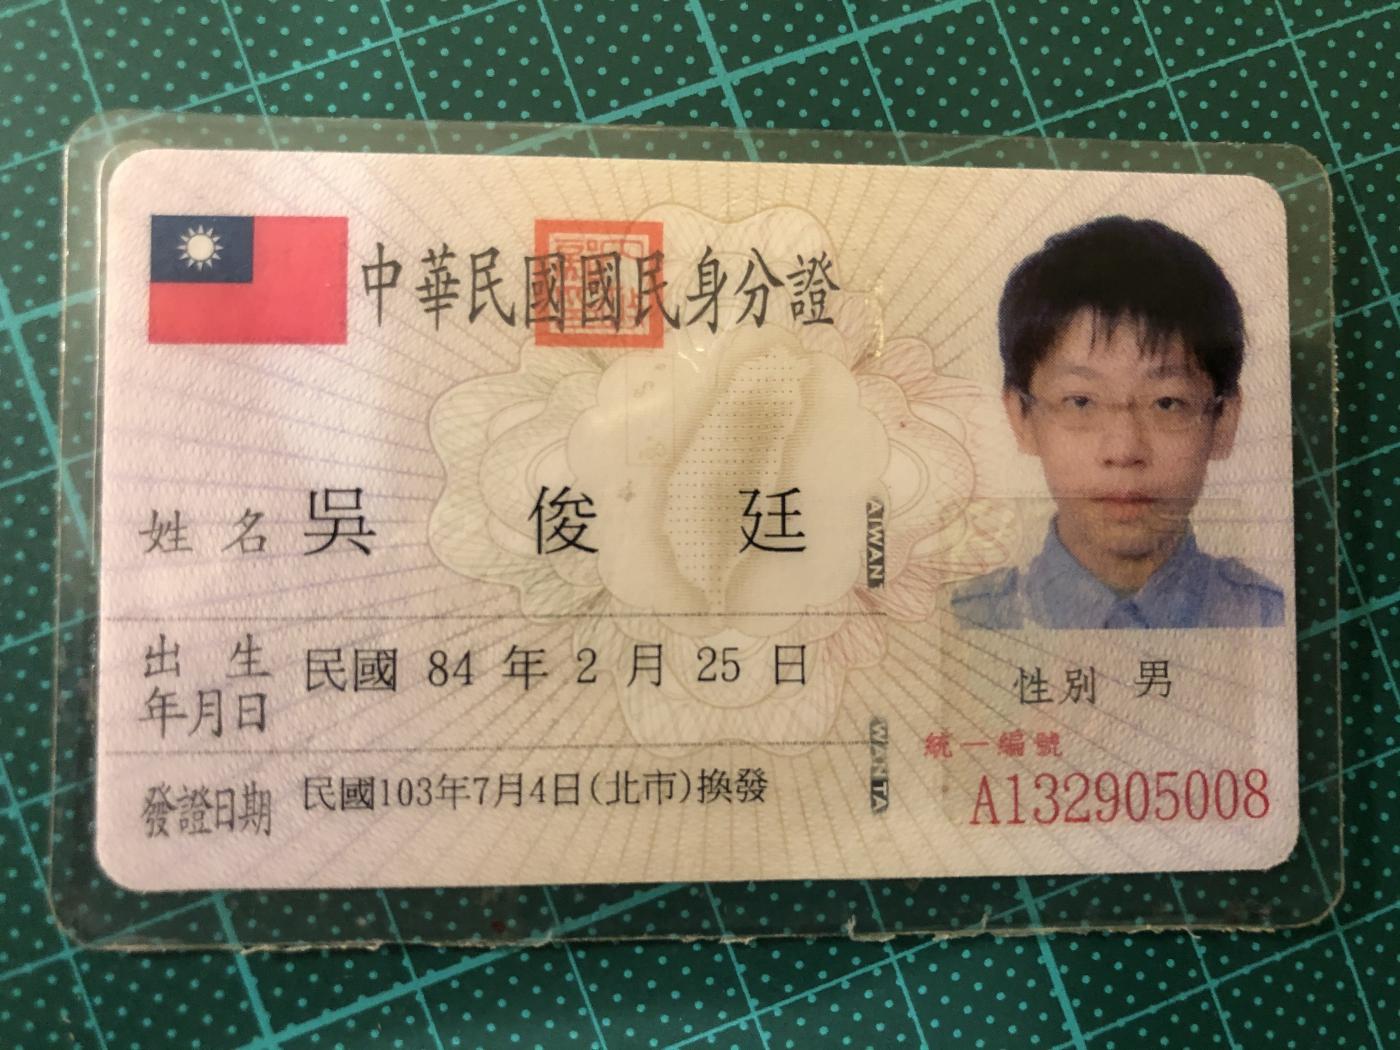 中華民國國民身分證
姓名 吳俊廷
出生年月日 民國 84 年 2 月 25 日
發證日期 民國103年7月4日(北市)換發
性別 男
統一編號
A132905008
TAIWAN
WANTA